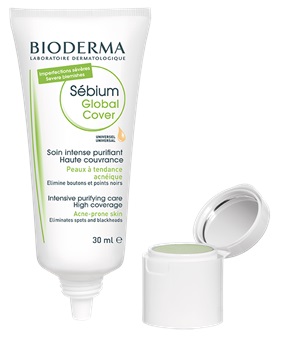 BIODERMA
LABORATOIRE DERMATOLOGIQUE
Imperfections sévères
Severe blemishes
Sébium
Global
Cover
UNIVERSEL
UNIVERSAL
Soin intense purifiant
Haute couvrance
Peaux à tendance
acnéique
Elimine boutons et points noirs
Intensive purifying care
High coverage
Acne-prone skin
Eliminates spots and blackheads
30 ml e